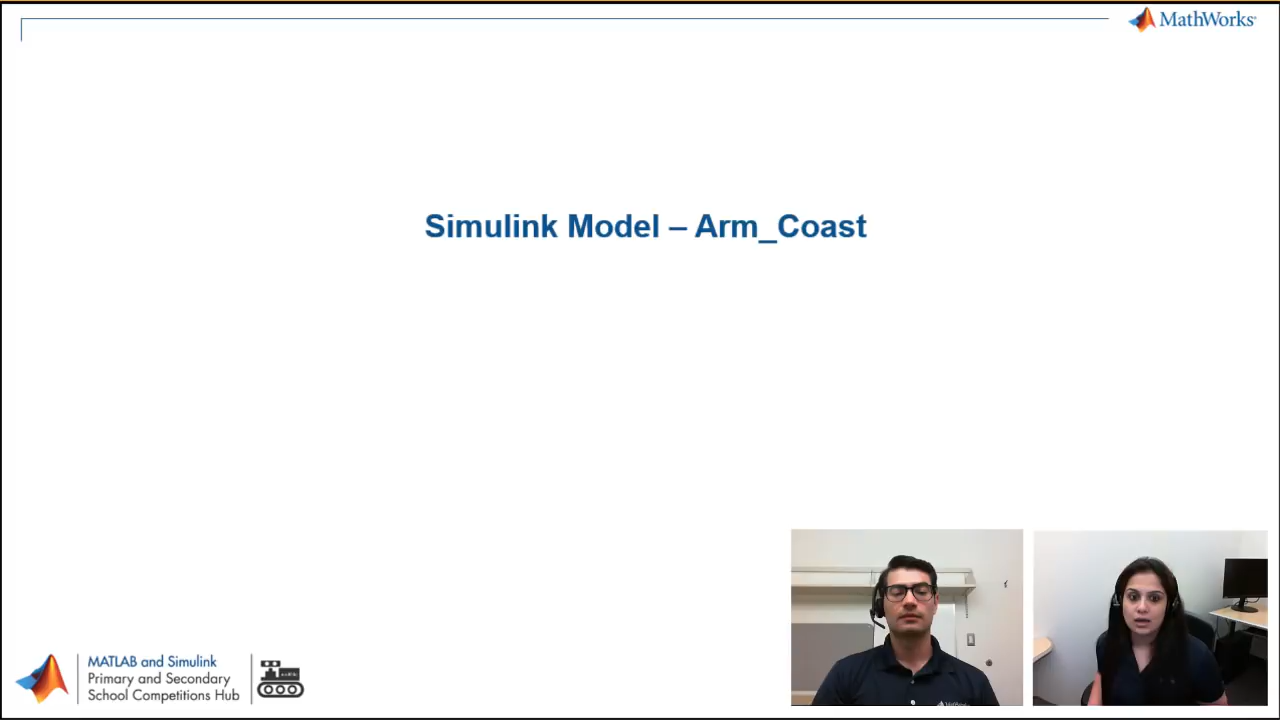 MathWorks
Simulink Model – Arm_Coast
MATLAB and Simulink
Primary and Secondary
School Competitions Hub